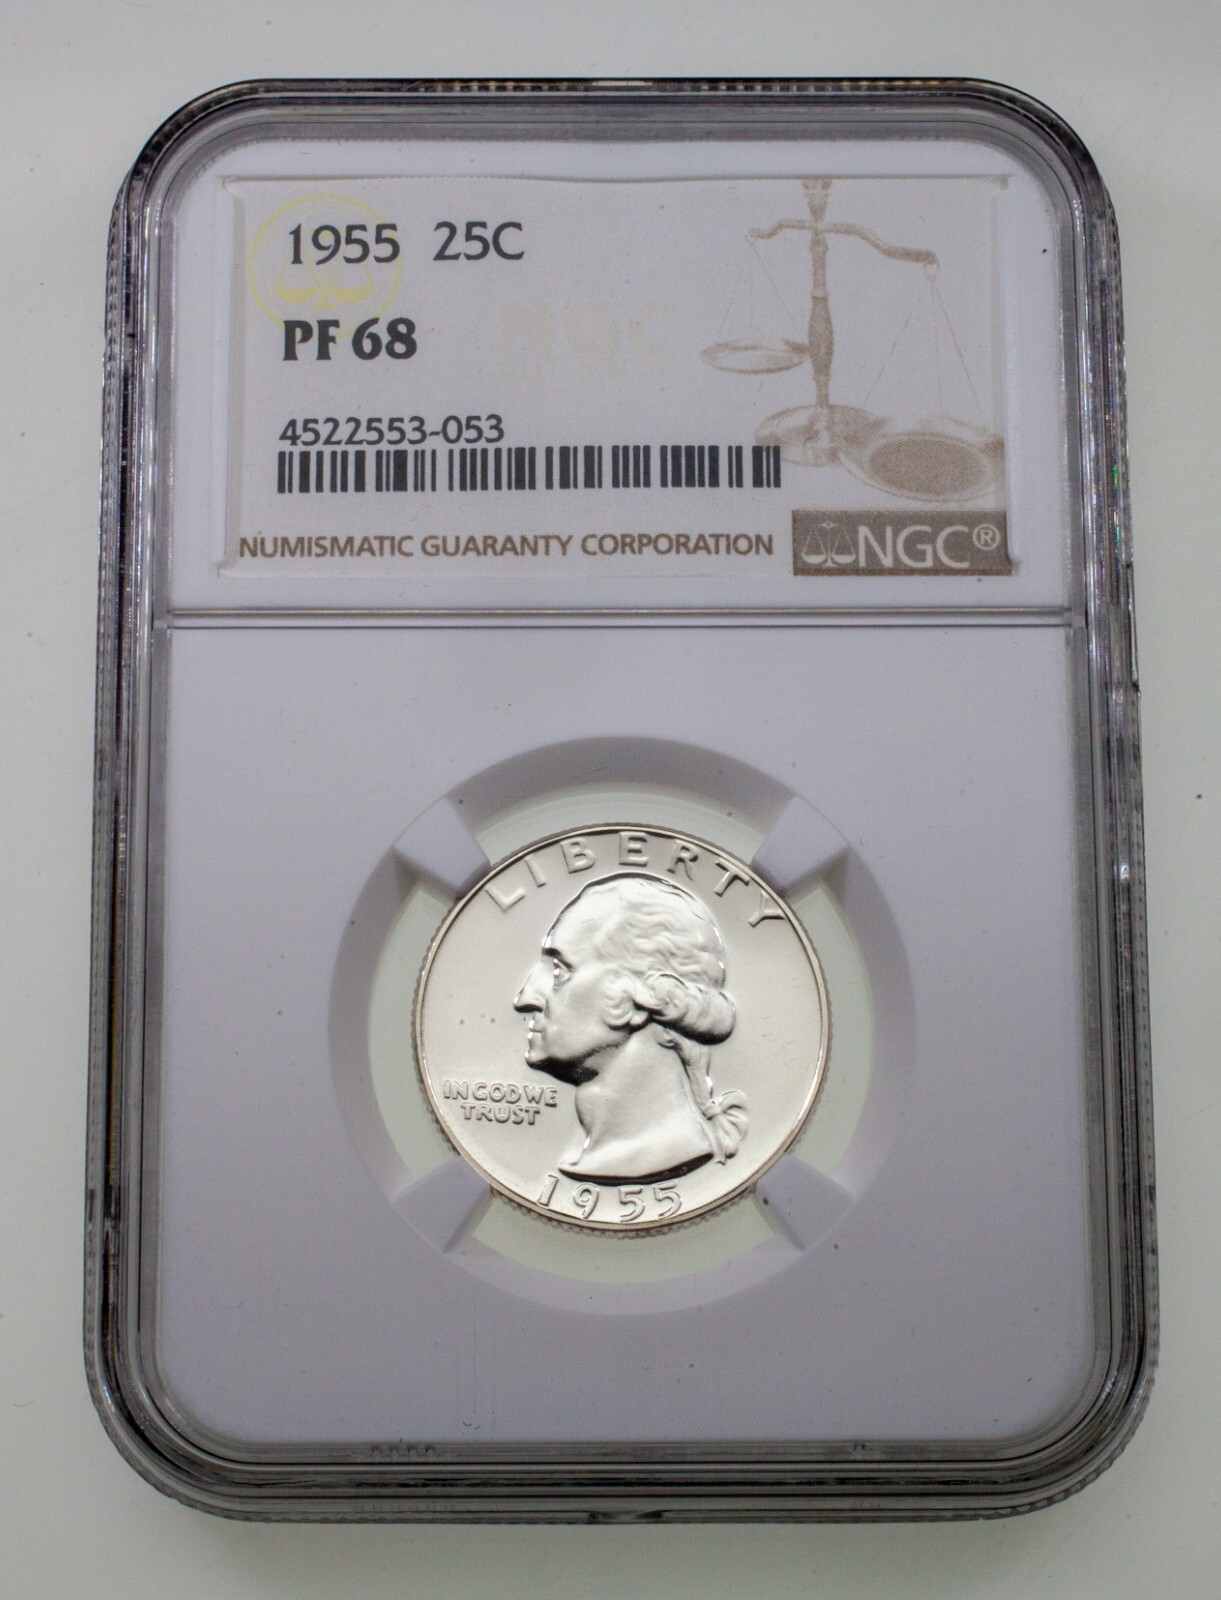 1955 25C
PF 68
4522553-053
NUMISMATIC GUARANTY CORPORATION
NGC®
LIBERTY
IN GOD WE
TRUST
1955